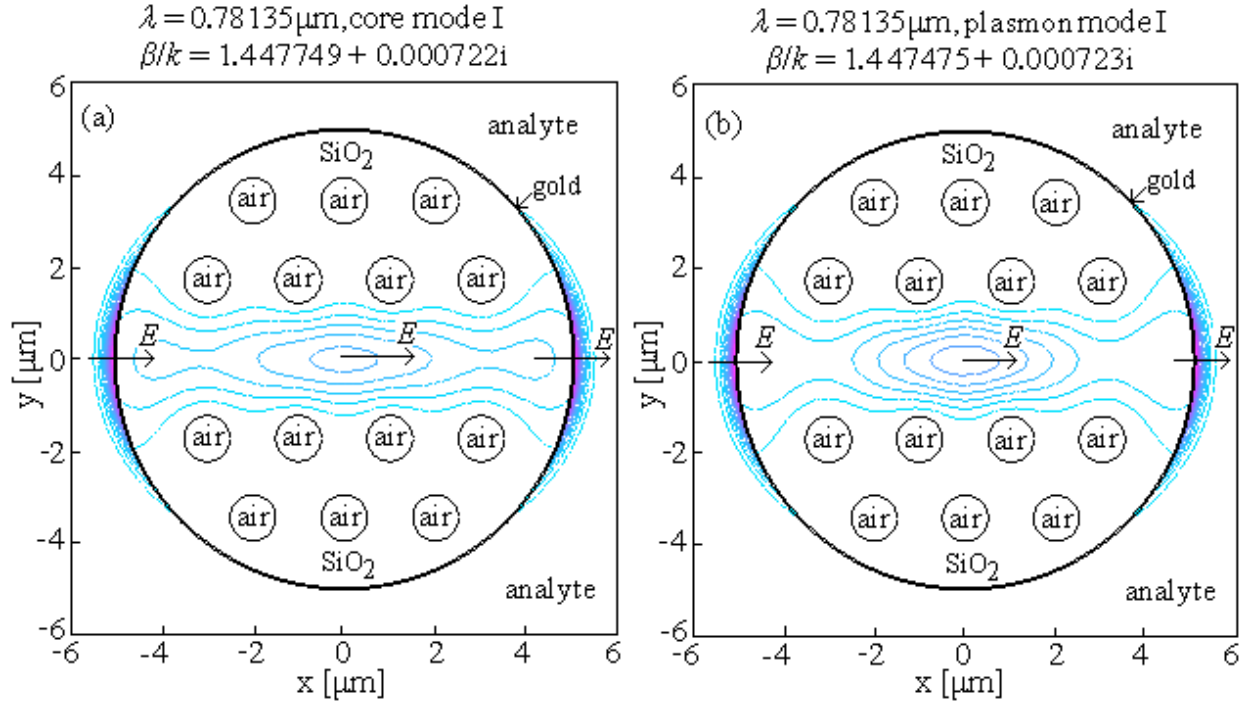 λ = 0.78135μm, core mode I
β/k = 1.447749 + 0.000722i
(a)
analyte
SiO₂
gold
air air air
air air air air
E E E
air air air air
air air air
SiO₂
analyte
6
4
2
0
-2
-4
-6
y [μm]
-6 -4 -2 0 2 4 6
x [μm]
λ = 0.78135μm, plasmon mode I
β/k = 1.447475 + 0.000723i
(b)
analyte
SiO₂
gold
air air air
air air air air
E E E
air air air air
air air air
SiO₂
analyte
6
4
2
0
-2
-4
-6
y [μm]
-6 -4 -2 0 2 4 6
x [μm]